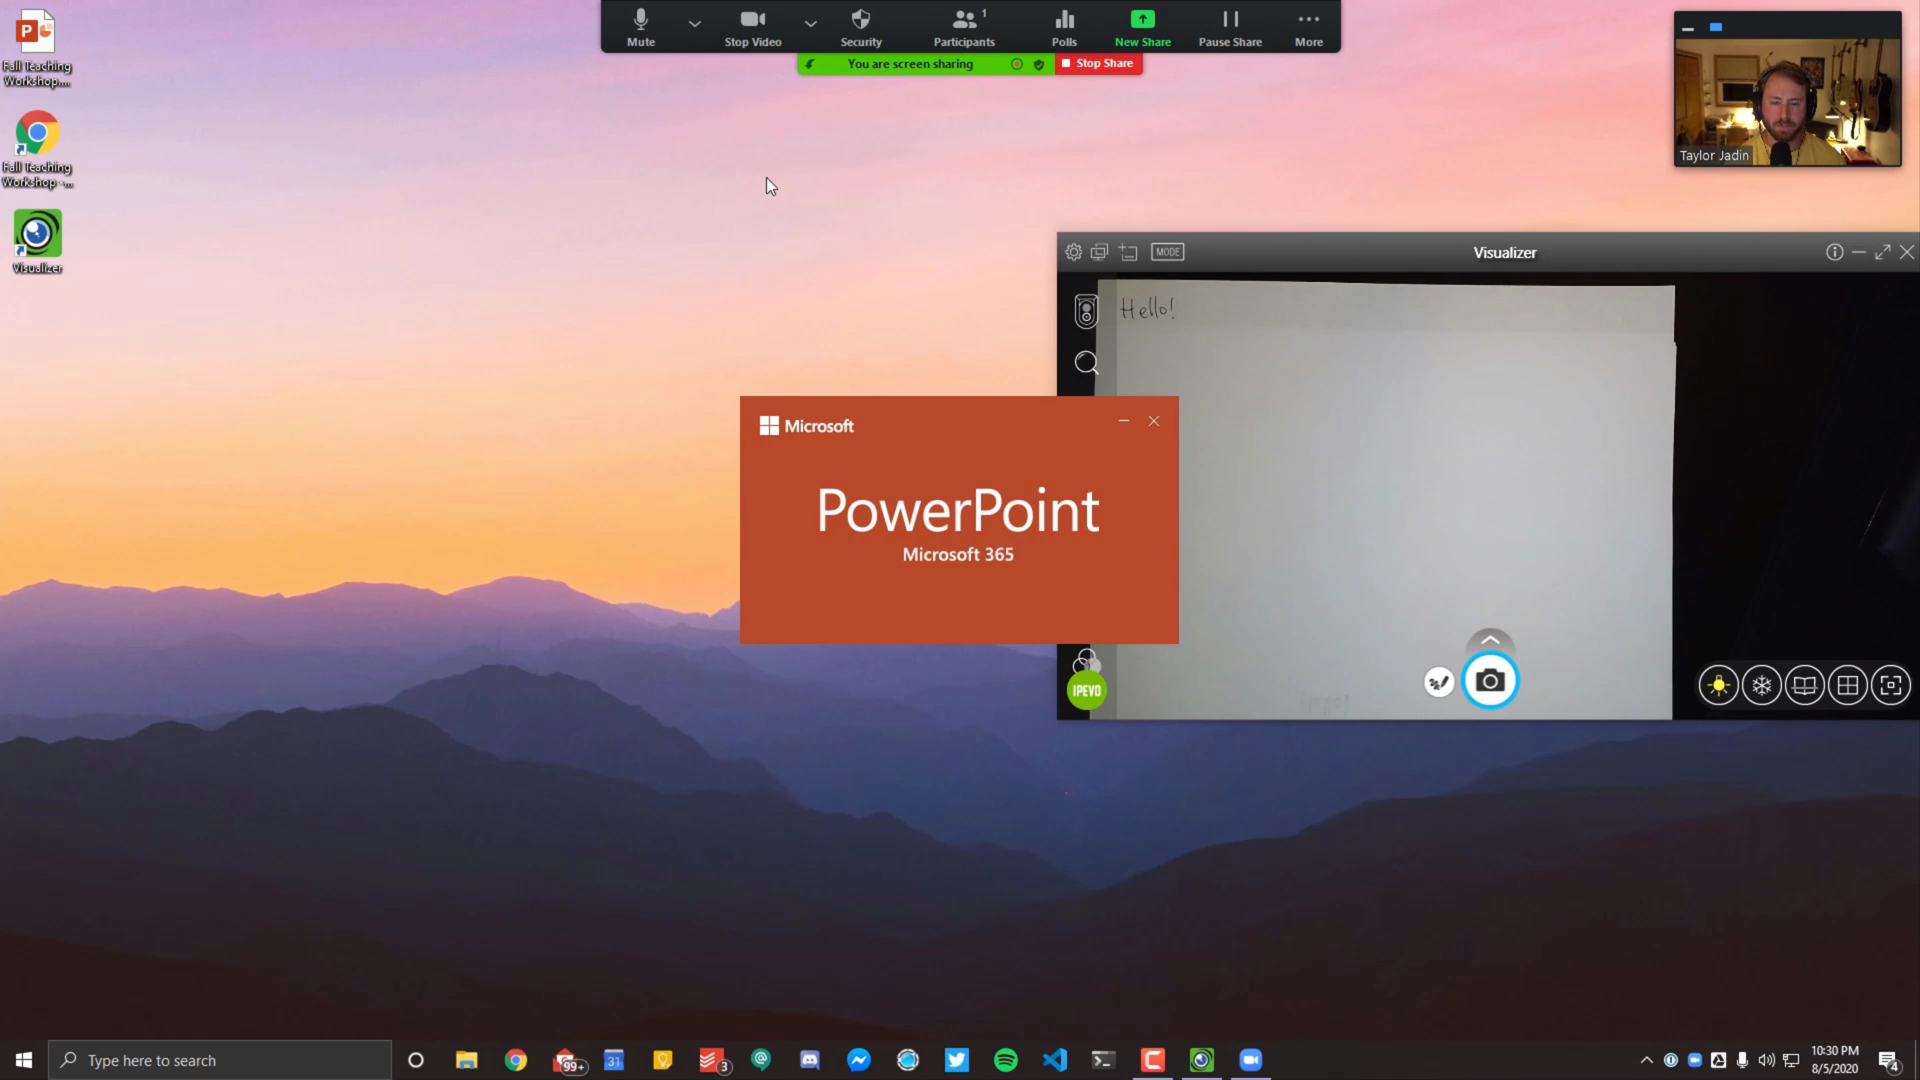 Mute
Stop Video
Security
Participants
1
Polls
New Share
Pause Share
More
You are screen sharing
Stop Share
Fall Teaching
Workshop....
Fall Teaching
Workshop -...
Visualizer
Taylor Jadin
MODE
Visualizer
Hello!
Microsoft
PowerPoint
Microsoft 365
IPEVO
Type here to search
99+
31
3
10:30 PM
8/5/2020
4